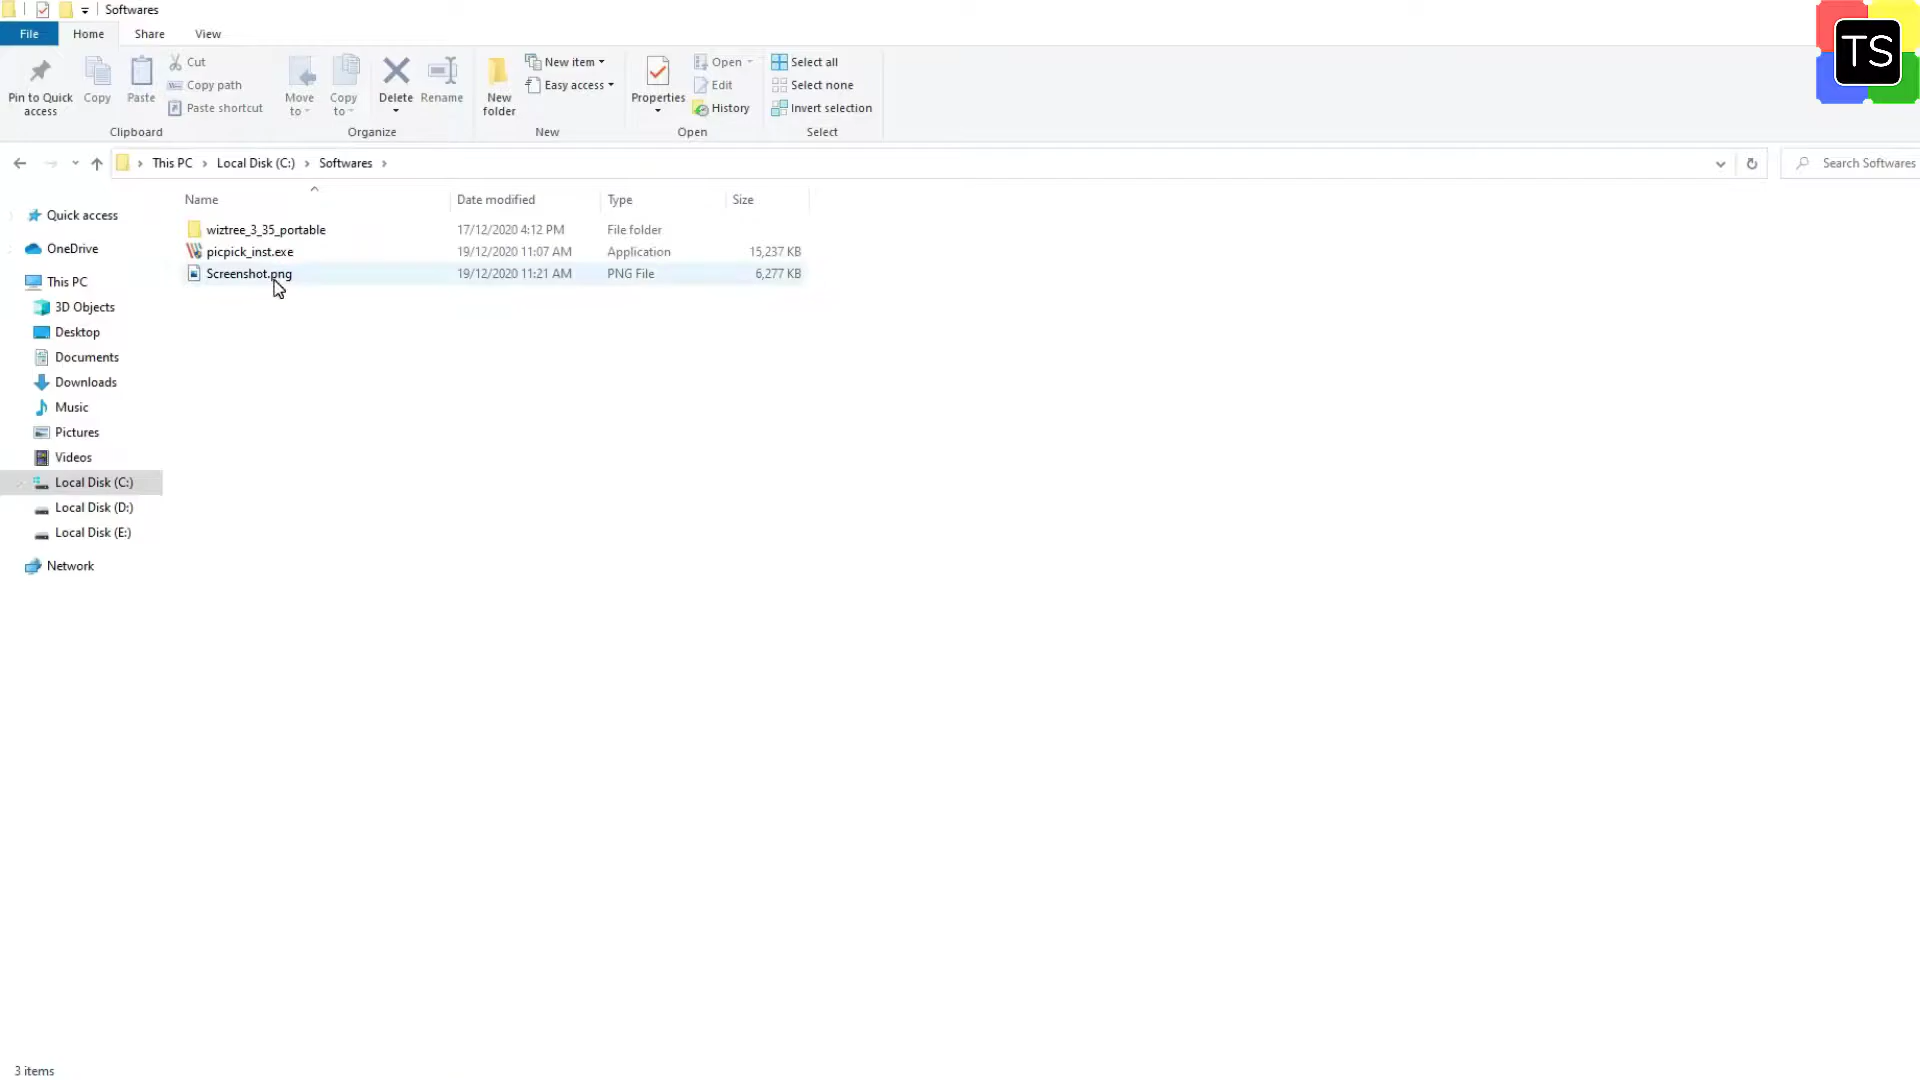 Softwares
TS
File Home Share View
Pin to Quick access
Copy
Paste
Cut
Copy path
Paste shortcut
Move to
Copy to
Delete
Rename
New folder
New item
Easy access
Properties
Open
Edit
History
Select all
Select none
Invert selection
Clipboard Organize New Open Select
This PC › Local Disk (C:) › Softwares ›
Search Softwares
Name Date modified Type Size
wiztree_3_35_portable 17/12/2020 4:12 PM File folder
picpick_inst.exe 19/12/2020 11:07 AM Application 15,237 KB
Screenshot.png 19/12/2020 11:21 AM PNG File 6,277 KB
Quick access
OneDrive
This PC
3D Objects
Desktop
Documents
Downloads
Music
Pictures
Videos
Local Disk (C:)
Local Disk (D:)
Local Disk (E:)
Network
3 items